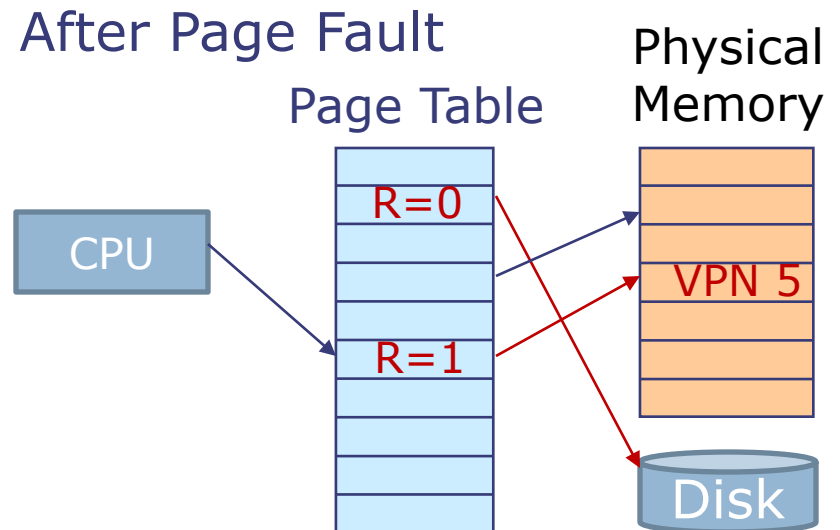 After Page Fault
Page Table
Physical
Memory
R=0
CPU
VPN 5
R=1
Disk